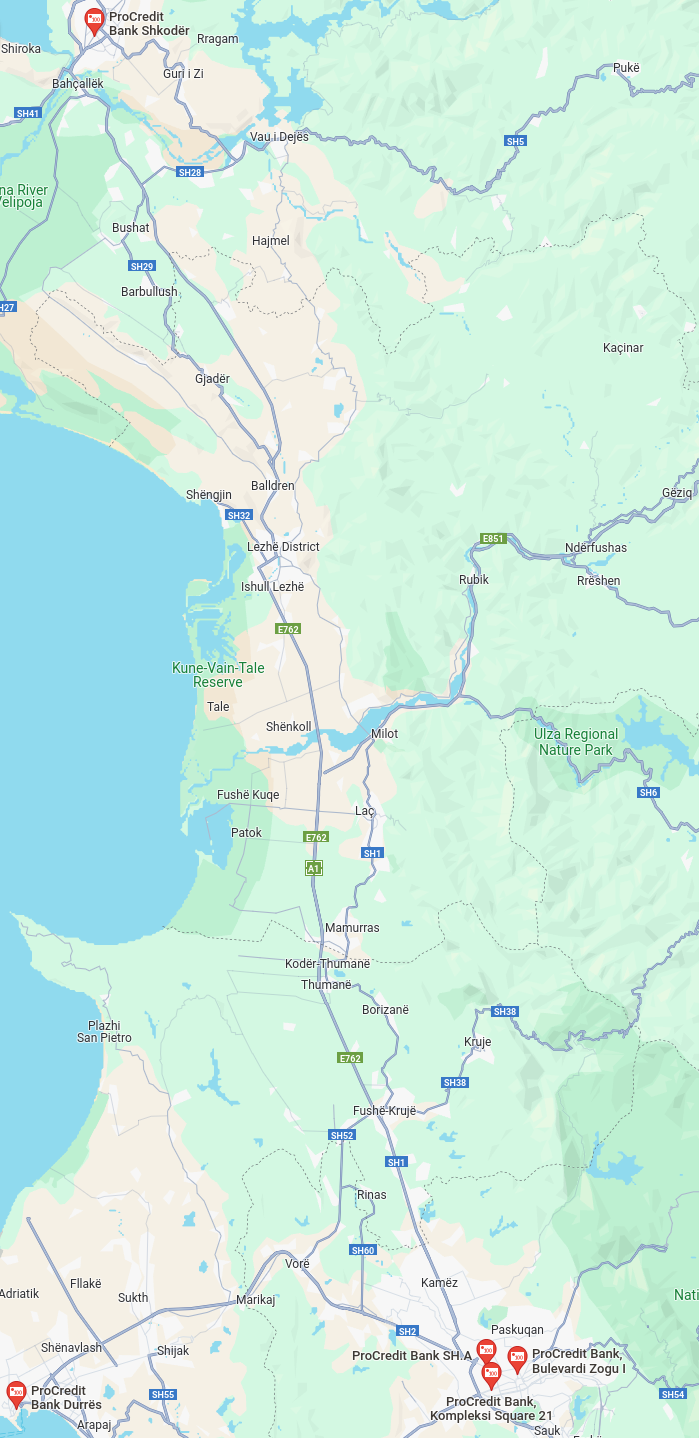 ProCredit
Bank Shkodër
Shiroka
Rragam
Guri i Zi
Pukë
Bahçallëk
SH41
Vau i Dejës
SH5
SH28
na River
Velipoja
Bushat
Hajmel
SH29
Barbullush
H27
Kaçinar
Gjadër
Balldren
Shëngjin
Gëziq
SH32
E851
Lezhë District
Ndërfushas
Rubik
Rrëshen
Ishull Lezhë
E762
Kune-Vain-Tale
Reserve
Tale
Shënkoll
Milot
Ulza Regional
Nature Park
Fushë Kuqe
SH6
Laç
Patok
E762
SH1
A1
Mamurras
Kodër-Thumanë
Thumanë
Borizanë
SH38
Plazhi
San Pietro
Kruje
E762
SH38
Fushë-Krujë
SH52
SH1
Rinas
SH60
Vorë
Fllakë
Kamëz
Adriatik
Sukth
Marikaj
Nati
SH2
Paskuqan
Shënavlash
Shijak
ProCredit Bank SH.A
ProCredit Bank,
Bulevardi Zogu I
ProCredit
Bank Durrës
SH55
SH54
ProCredit Bank,
Kompleksi Square 21
Arapaj
Sauk